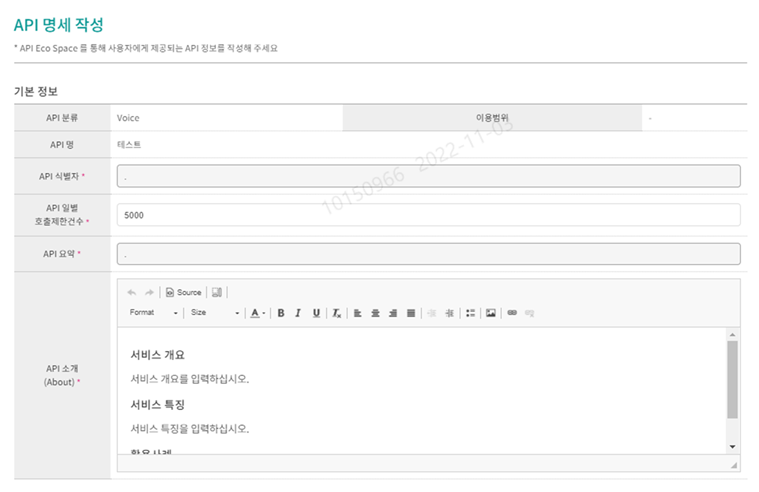 API 명세 작성
* API Eco Space 를 통해 사용자에게 제공되는 API 정보를 작성해 주세요
기본 정보
API 분류 Voice 이용범위 -
API 명 테스트
10150966 2022-11-03
API 식별자 * .
API 일별
호출제한건수 * 5000
API 요약 * .
Source
Format Size A B I U Tx
API 소개
(About) *
서비스 개요
서비스 개요를 입력하십시오.
서비스 특징
서비스 특징을 입력하십시오.
활용사례